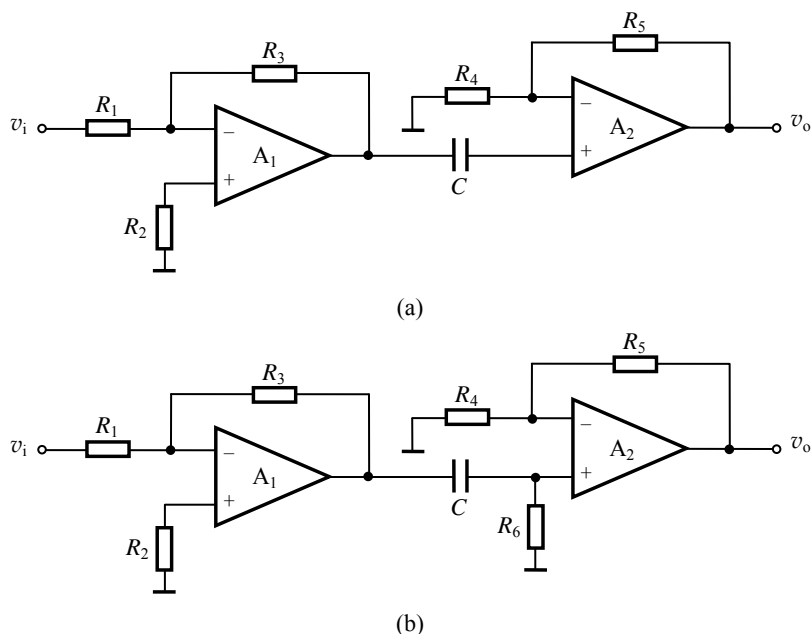 R₅
R₃
R₄
R₁
vᵢ
−
−
A₂
vₒ
A₁
+
+
C
R₂
(a)
R₅
R₃
R₄
R₁
vᵢ
−
−
A₂
vₒ
A₁
+
+
C
R₆
R₂
(b)